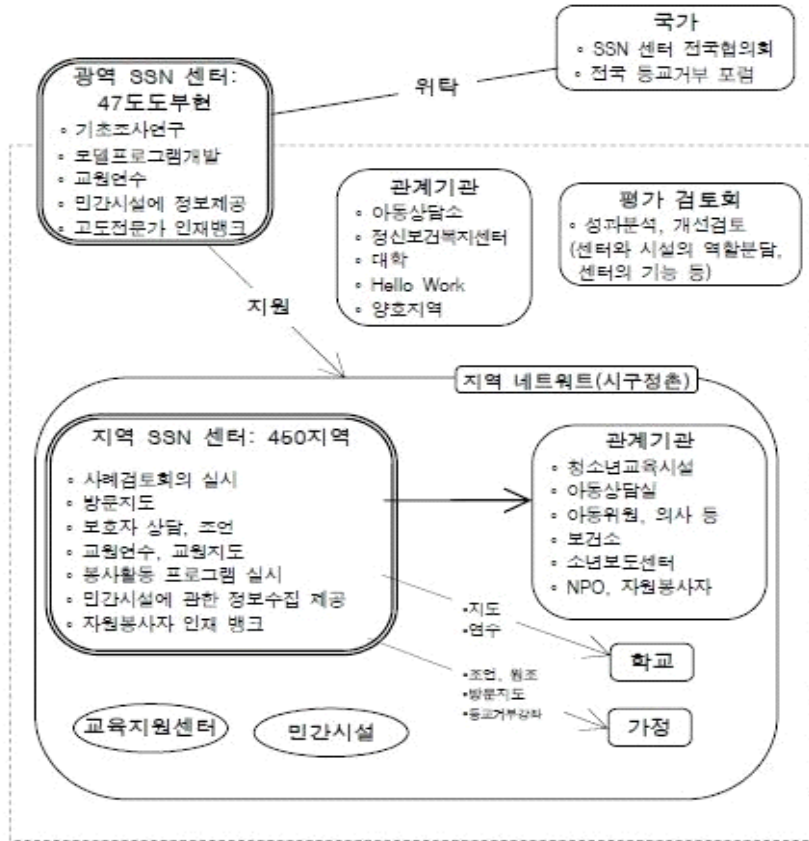 국가
∘ SSN 센터 전국협의회
∘ 전국 등교거부 포럼
광역 SSN 센터:
47도도부현
∘ 기초조사연구
∘ 모델프로그램개발
∘ 교원연수
∘ 민간시설에 정보제공
∘ 고도전문가 인재뱅크
위탁
관계기관
∘ 아동상담소
∘ 정신보건복지센터
∘ 대학
∘ Hello Work
∘ 양호지역
평가 검토회
∘ 성과분석, 개선검토
(센터와 시설의 역할분담,
센터의 기능 등)
지원
지역 네트워트(시구정촌)
지역 SSN 센터: 450지역
∘ 사례검토회의 실시
∘ 방문지도
∘ 보호자 상담, 조언
∘ 교원연수, 교원지도
∘ 봉사활동 프로그램 실시
∘ 민간시설에 관한 정보수집 제공
∘ 자원봉사자 인재 뱅크
관계기관
∘ 청소년교육시설
∘ 아동상담실
∘ 아동위원, 의사 등
∘ 보건소
∘ 소년보도센터
∘ NPO, 자원봉사자
▪지도
▪연수
학교
▪조언, 원조
▪방문지도
▪등교거부강좌
가정
교육지원센터
민간시설